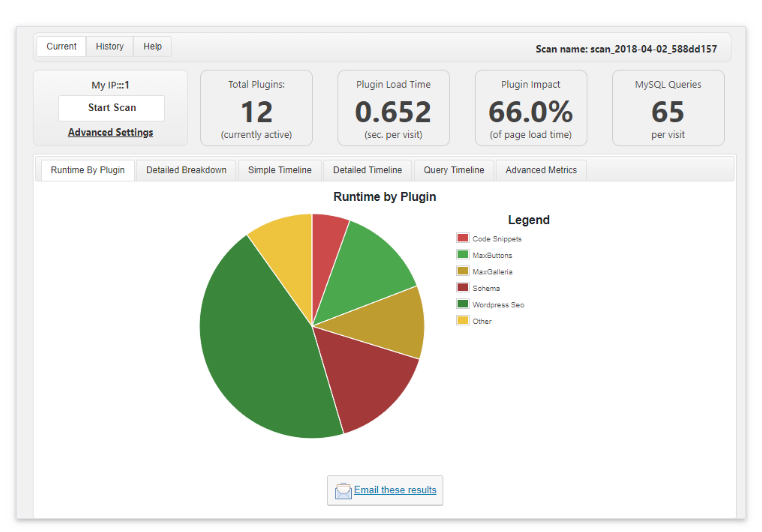 Current
History
Help
Scan name: scan_2018-04-02_588dd157
My IP:::1
Start Scan
Advanced Settings
Total Plugins:
12
(currently active)
Plugin Load Time
0.652
(sec. per visit)
Plugin Impact
66.0%
(of page load time)
MySQL Queries
65
per visit
Runtime By Plugin
Detailed Breakdown
Simple Timeline
Detailed Timeline
Query Timeline
Advanced Metrics
Runtime by Plugin
Legend
Code Snippets
MaxButtons
MaxGalleria
Schema
Wordpress Seo
Other
Email these results